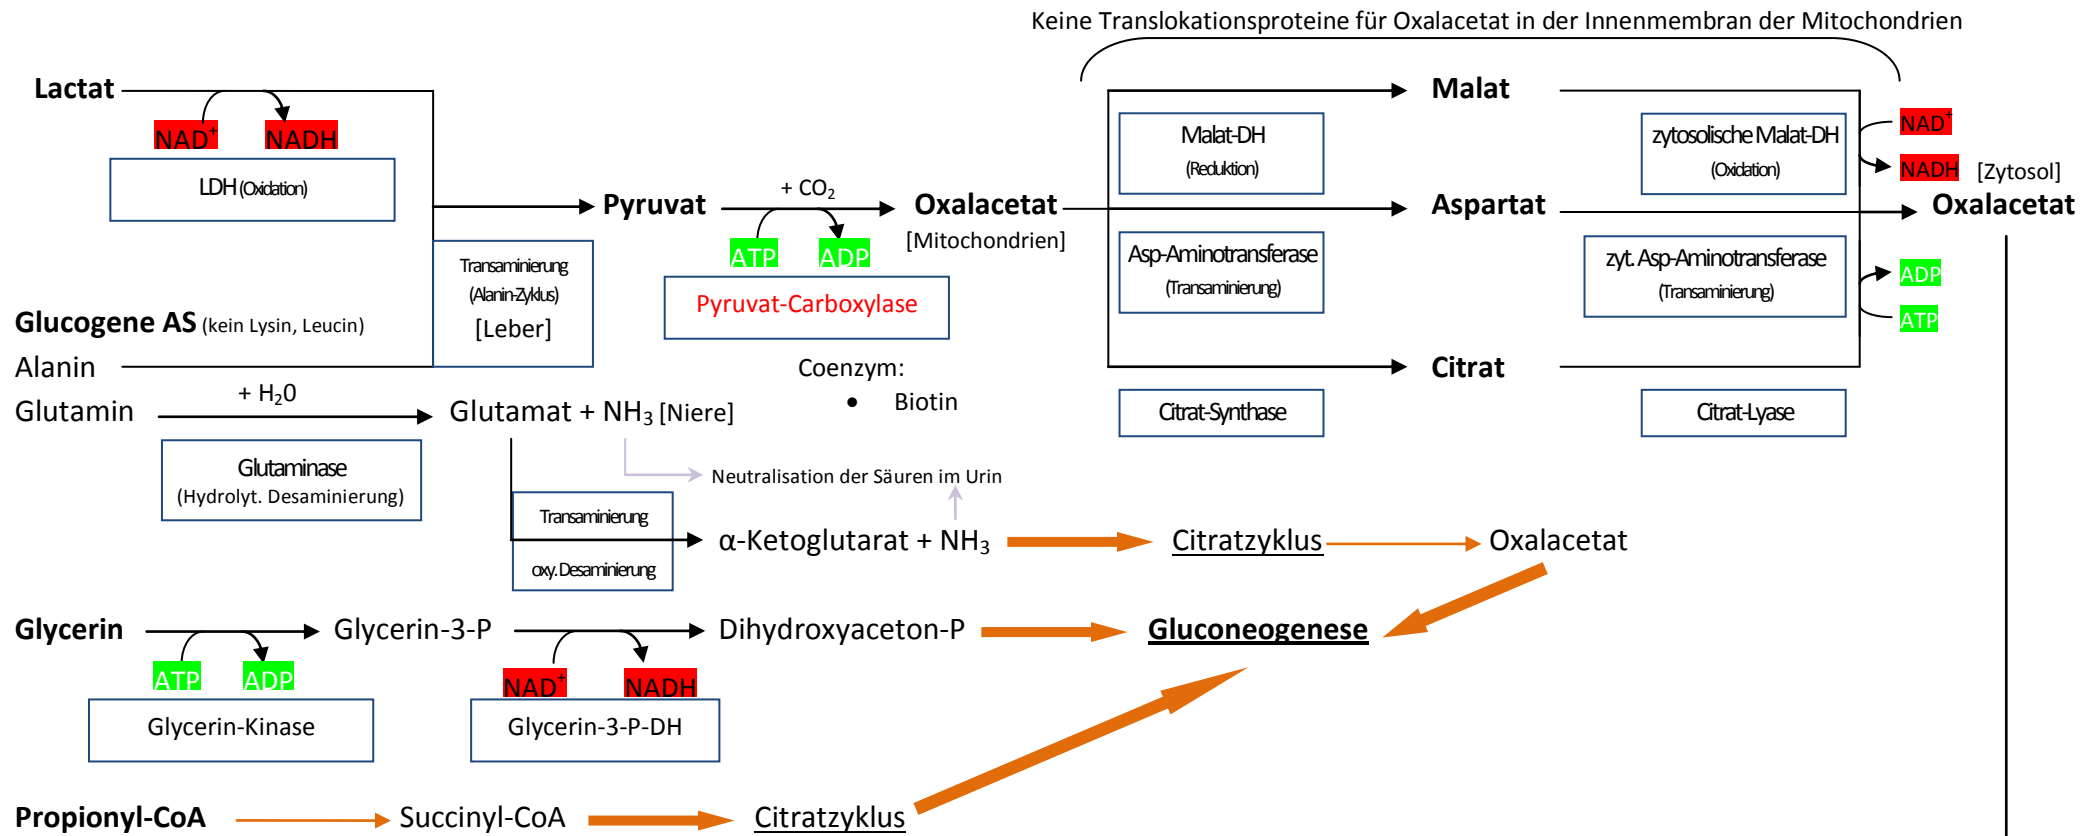 Keine Translokationsproteine für Oxalacetat in der Innenmembran der Mitochondrien
Lactat
NAD⁺ NADH
LDH (Oxidation)
Malat
Malat-DH
(Reduktion)
zytosolische Malat-DH
(Oxidation)
NAD⁺
NADH [Zytosol]
Pyruvat
+ CO₂
Oxalacetat
[Mitochondrien]
Aspartat
Oxalacetat
ATP ADP
Pyruvat-Carboxylase
Transaminierung
(Alanin-Zyklus)
[Leber]
Asp-Aminotransferase
(Transaminierung)
zyt. Asp-Aminotransferase
(Transaminierung)
ADP
ATP
Glucogene AS (kein Lysin, Leucin)
Alanin
Coenzym:
• Biotin
Citrat
Citrat-Synthase
Citrat-Lyase
Glutamin
+ H₂0
Glutamat + NH₃ [Niere]
Glutaminase
(Hydrolyt. Desaminierung)
Neutralisation der Säuren im Urin
Transaminierung
oxy. Desaminierung
α-Ketoglutarat + NH₃
Citratzyklus
Oxalacetat
Glycerin
Glycerin-3-P
Dihydroxyaceton-P
Gluconeogenese
ATP ADP
NAD⁺ NADH
Glycerin-Kinase
Glycerin-3-P-DH
Propionyl-CoA
Succinyl-CoA
Citratzyklus